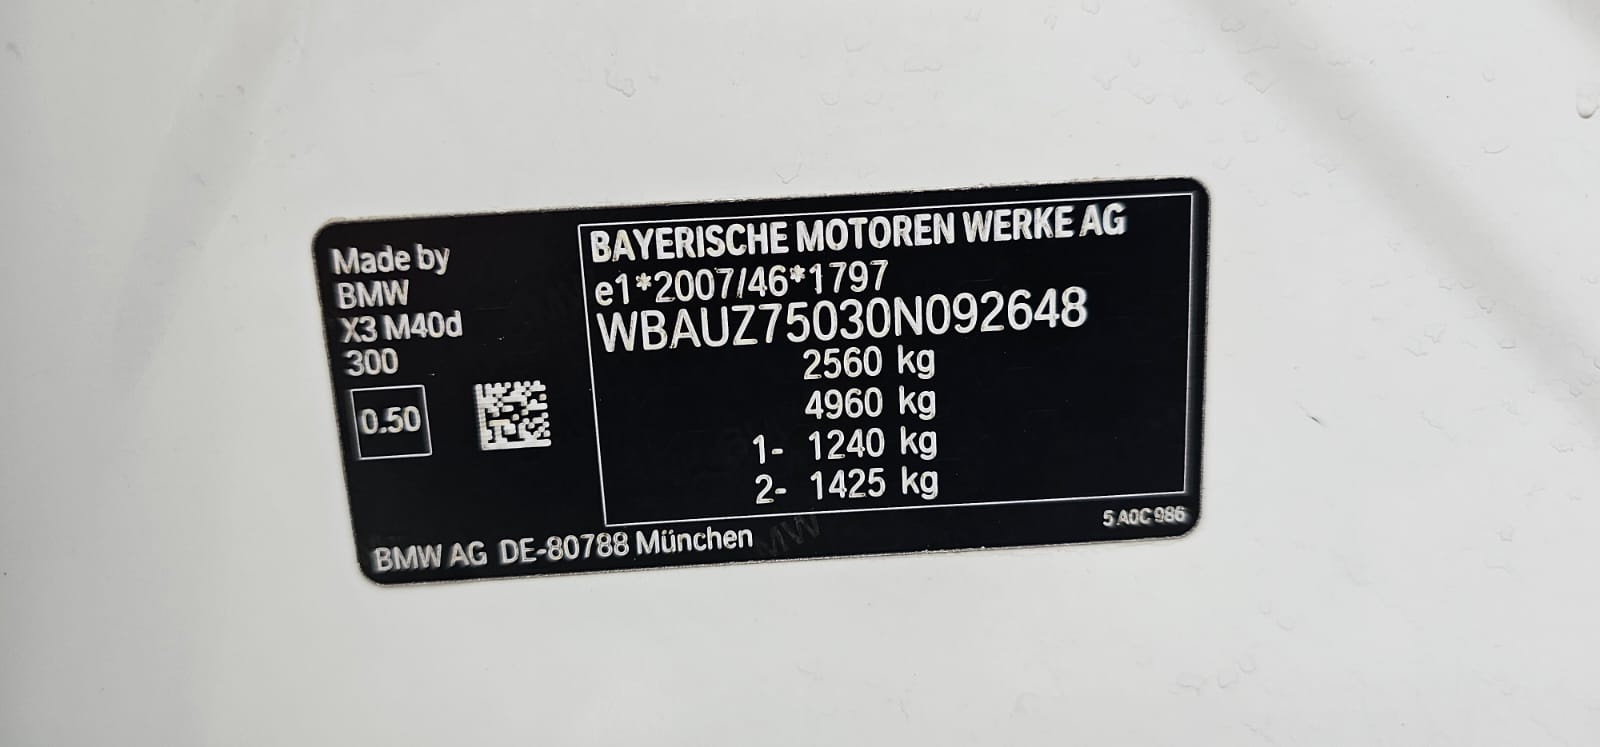 Made by
BMW
X3 M40d
300
0.50
BAYERISCHE MOTOREN WERKE AG
e1*2007/46*1797
WBAUZ75030N092648
2560 kg
4960 kg
1- 1240 kg
2- 1425 kg
5 A0C 986
BMW AG DE-80788 München